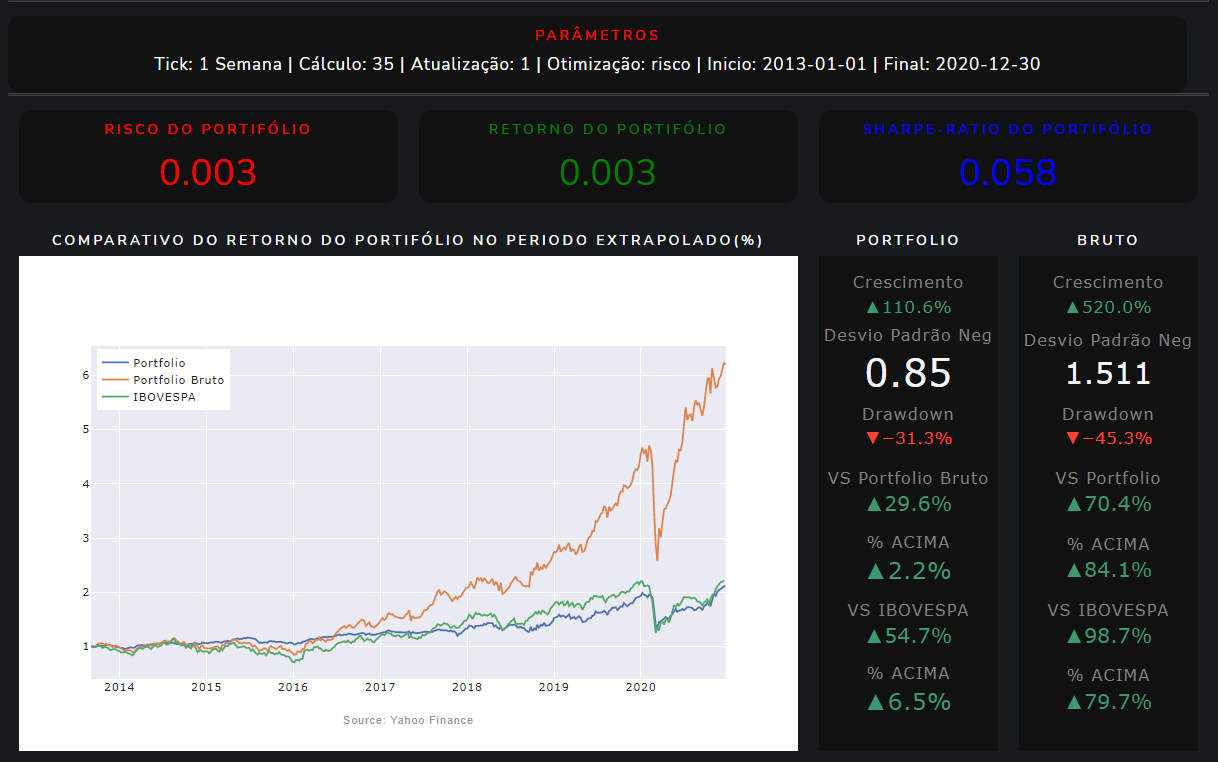 PARÂMETROS
Tick: 1 Semana | Cálculo: 35 | Atualização: 1 | Otimização: risco | Inicio: 2013-01-01 | Final: 2020-12-30
RISCO DO PORTIFÓLIO
0.003
RETORNO DO PORTIFÓLIO
0.003
SHARPE-RATIO DO PORTIFÓLIO
0.058
COMPARATIVO DO RETORNO DO PORTIFÓLIO NO PERIODO EXTRAPOLADO(%)
Portfolio
Portfolio Bruto
IBOVESPA
6
5
4
3
2
1
2014 2015 2016 2017 2018 2019 2020
Source: Yahoo Finance
PORTFOLIO
Crescimento
▲110.6%
Desvio Padrão Neg
0.85
Drawdown
▼−31.3%
VS Portfolio Bruto
▲29.6%
% ACIMA
▲2.2%
VS IBOVESPA
▲54.7%
% ACIMA
▲6.5%
BRUTO
Crescimento
▲520.0%
Desvio Padrão Neg
1.511
Drawdown
▼−45.3%
VS Portfolio
▲70.4%
% ACIMA
▲84.1%
VS IBOVESPA
▲98.7%
% ACIMA
▲79.7%